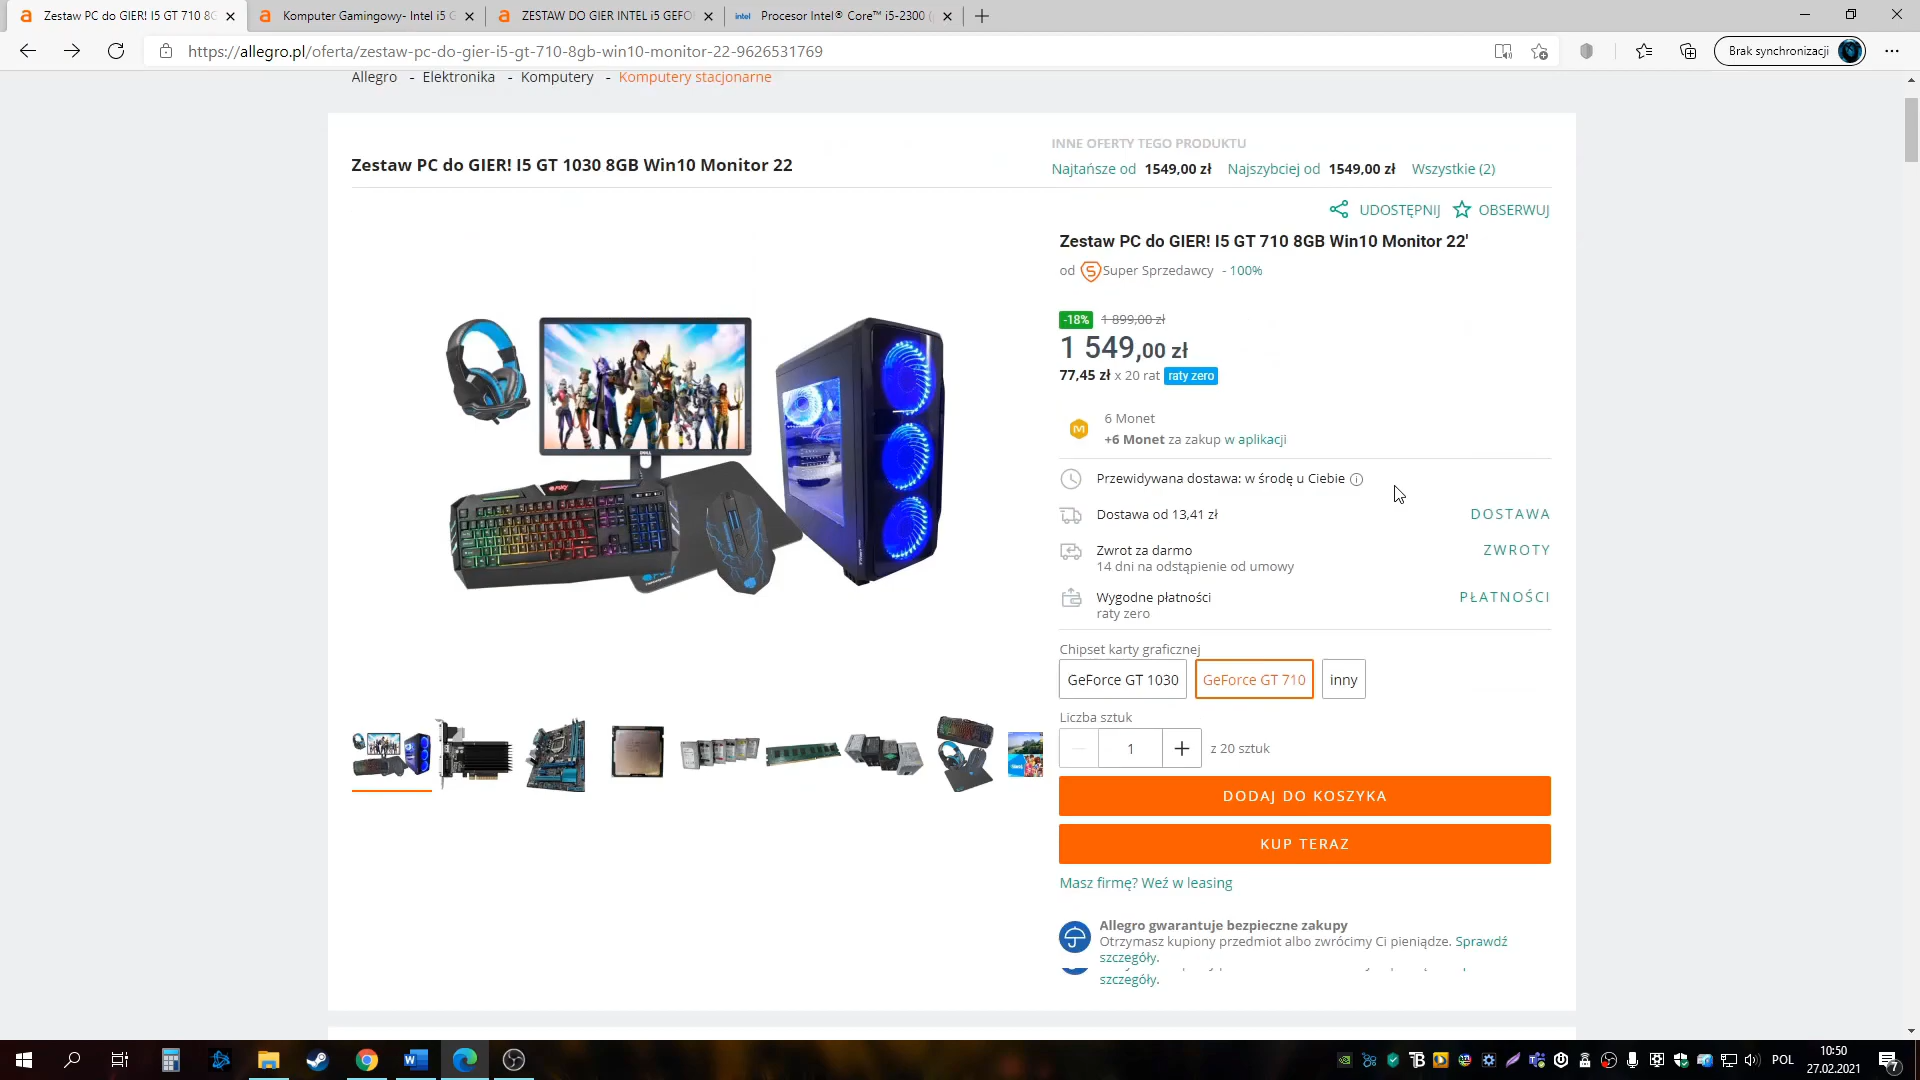 Zestaw PC do GIER! I5 GT 710 8G
Komputer Gamingowy- Intel i5 G
ZESTAW DO GIER INTEL i5 GEFO
intel
Procesor Intel® Core™ i5-2300 (
https://allegro.pl/oferta/zestaw-pc-do-gier-i5-gt-710-8gb-win10-monitor-22-9626531769
Brak synchronizacji
Allegro - Elektronika - Komputery - Komputery stacjonarne
Zestaw PC do GIER! I5 GT 1030 8GB Win10 Monitor 22
INNE OFERTY TEGO PRODUKTU
Najtańsze od 1549,00 zł Najszybciej od 1549,00 zł Wszystkie (2)
UDOSTĘPNIJ OBSERWUJ
Zestaw PC do GIER! I5 GT 710 8GB Win10 Monitor 22'
od Super Sprzedawcy - 100%
-18% 1 899,00 zł
1 549,00 zł
77,45 zł x 20 rat raty zero
6 Monet
+6 Monet za zakup w aplikacji
Przewidywana dostawa: w środę u Ciebie
Dostawa od 13,41 zł DOSTAWA
Zwrot za darmo ZWROTY
14 dni na odstąpienie od umowy
Wygodne płatności PŁATNOŚCI
raty zero
Chipset karty graficznej
GeForce GT 1030 GeForce GT 710 inny
Liczba sztuk
1 z 20 sztuk
DODAJ DO KOSZYKA
KUP TERAZ
Masz firmę? Weź w leasing
Allegro gwarantuje bezpieczne zakupy
Otrzymasz kupiony przedmiot albo zwrócimy Ci pieniądze. Sprawdź
szczegóły.
szczegóły.
POL
10:50
27.02.2021
7